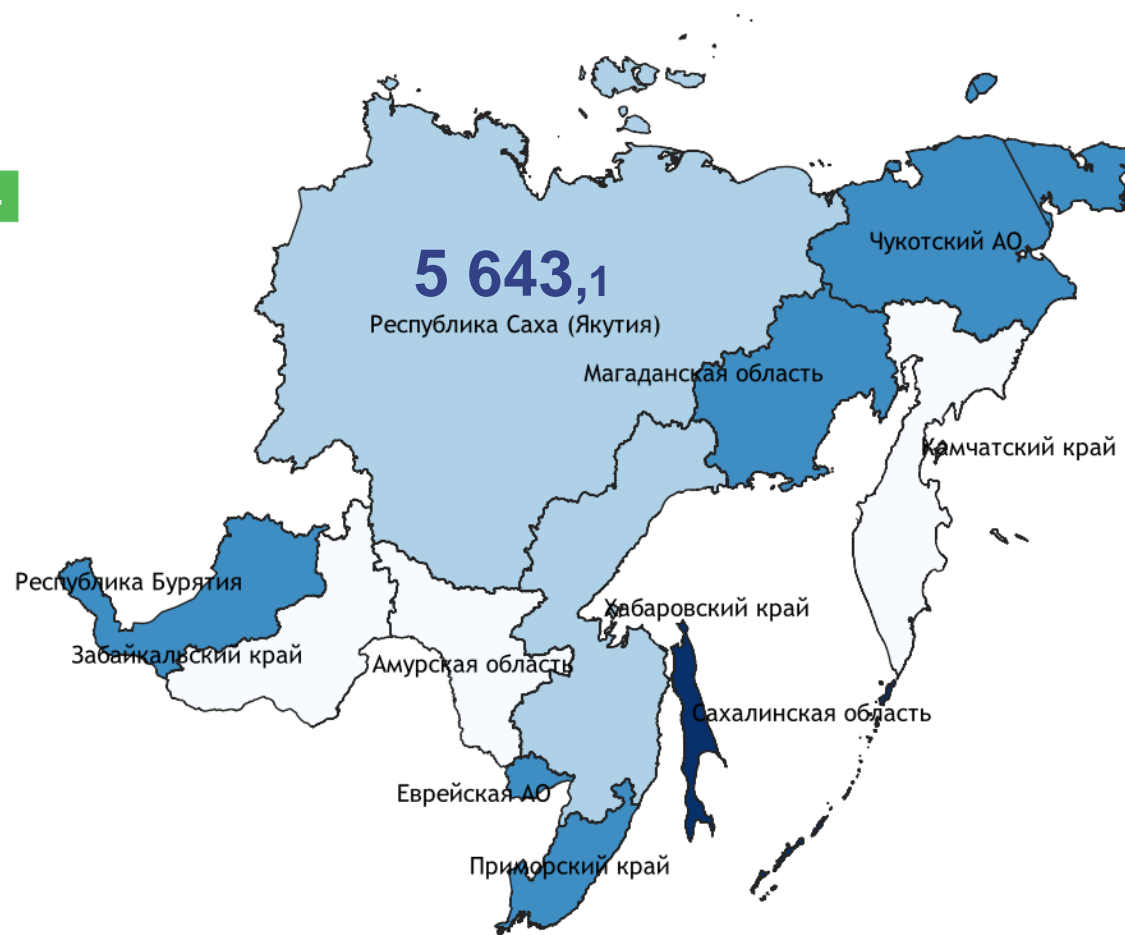 Чукотский АО
5 643,1
Республика Саха (Якутия)
Магаданская область
Камчатский край
Республика Бурятия
Хабаровский край
Забайкальский край
Амурская область
Сахалинская область
Еврейская АО
Приморский край